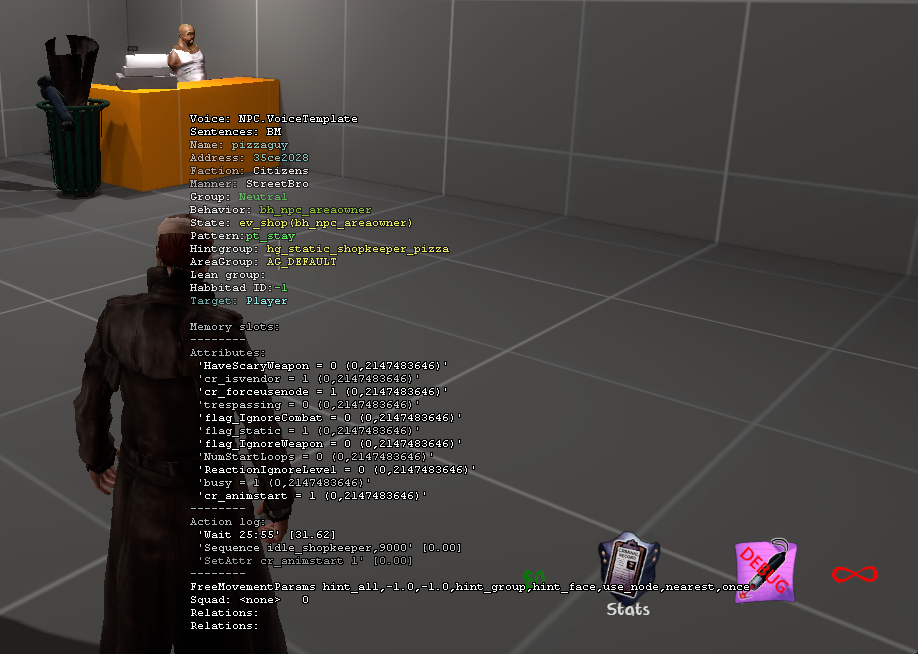 Voice: NPC.VoiceTemplate
Sentences: BM
Name: pizzaguy
Address: 35ce2028
Faction: Citizens
Manner: StreetBro
Group: Neutral
Behavior: bh_npc_areaowner
State: ev_shop(bh_npc_areaowner)
Pattern:pt_stay
Hintgroup: hg_static_shopkeeper_pizza
AreaGroup: AG_DEFAULT
Lean group:
Habbitad ID:-1
Target: Player
Memory slots:
--------
Attributes:
'HaveScaryWeapon = 0 (0,2147483646)'
'cr_isvendor = 1 (0,2147483646)'
'cr_forceusenode = 1 (0,2147483646)'
'trespassing = 0 (0,2147483646)'
'flag_IgnoreCombat = 0 (0,2147483646)'
'flag_static = 1 (0,2147483646)'
'flag_IgnoreWeapon = 0 (0,2147483646)'
'NumStartLoops = 0 (0,2147483646)'
'ReactionIgnoreLevel = 0 (0,2147483646)'
'busy = 1 (0,2147483646)'
'cr_animstart = 1 (0,2147483646)'
--------
Action log:
'Wait 25:55' [31.62]
'Sequence idle_shopkeeper,9000' [0.00]
'SetAttr cr_animstart 1' [0.00]
--------
FreeMovementParams hint_all,-1.0,-1.0,hint_group,hint_face,use_node,nearest,once
Squad: <none> 0
Relations:
Relations:
CRIMINAL RECORD
Stats
DEBUG